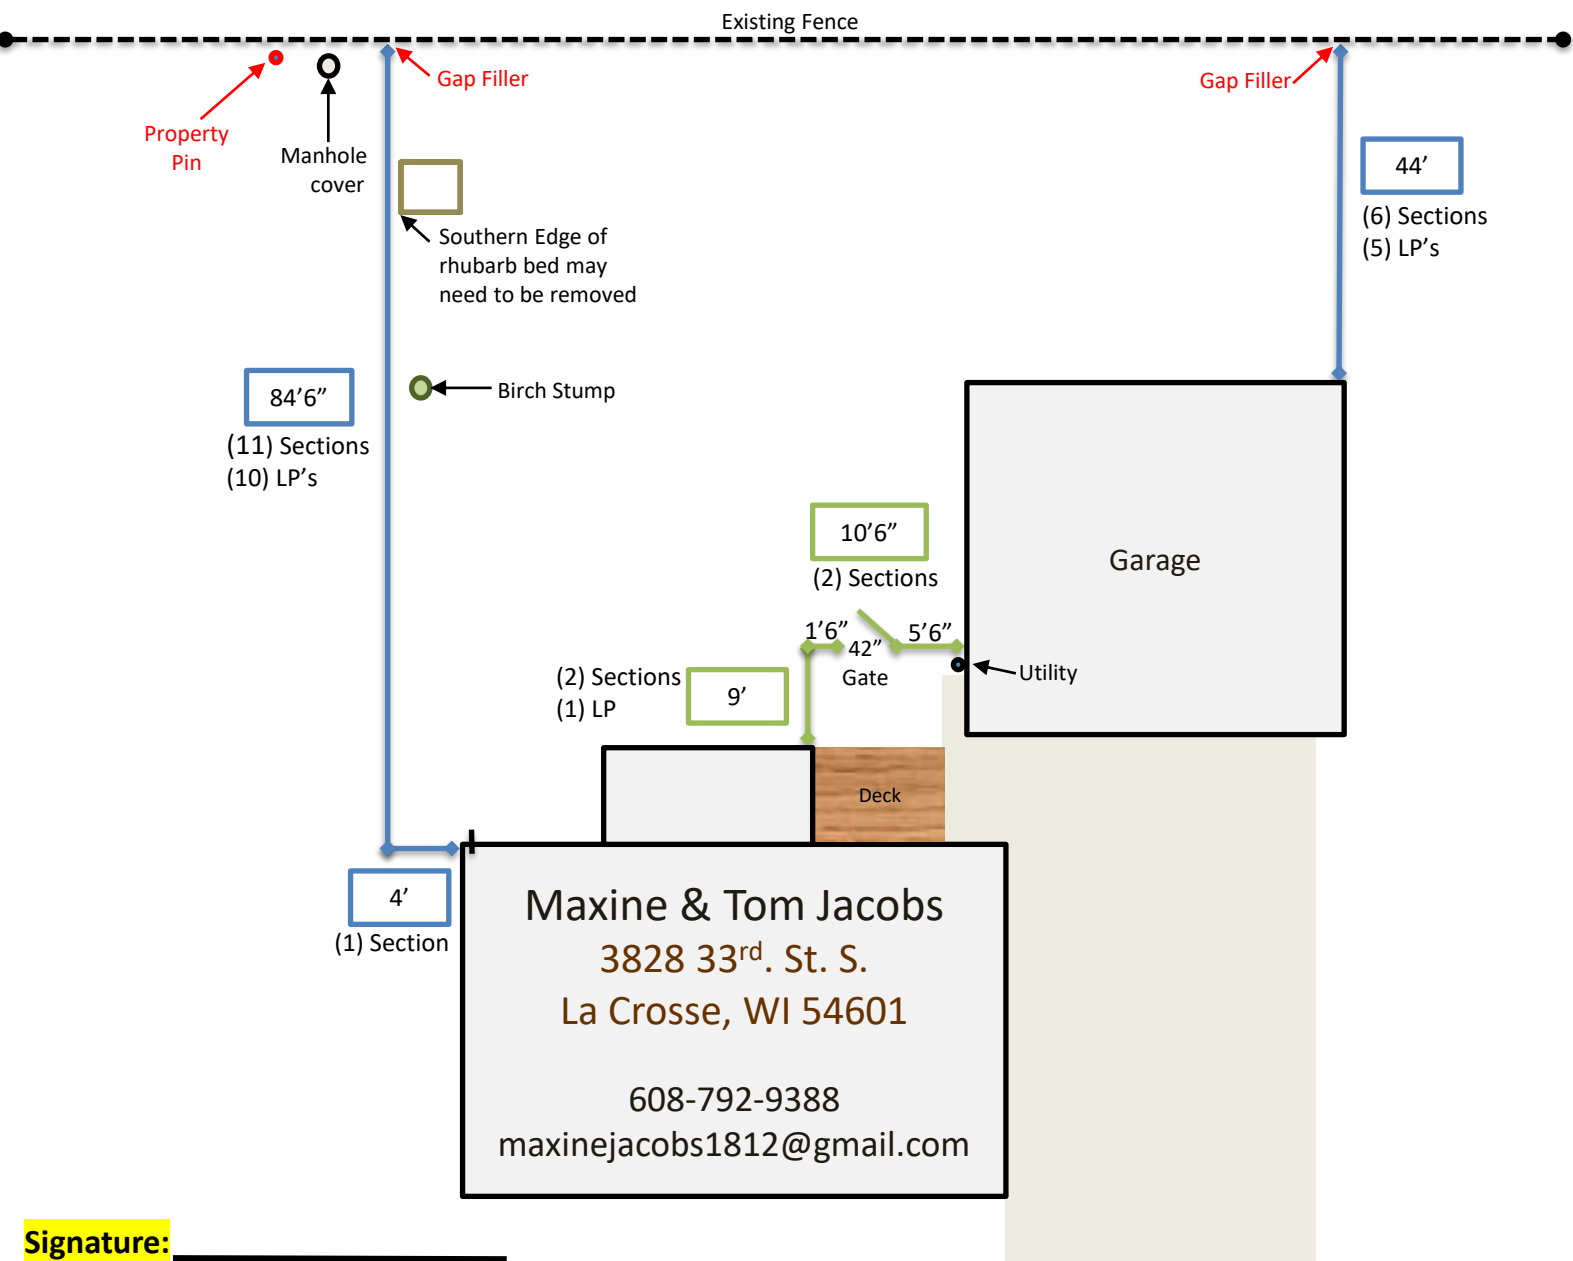 Existing Fence
Gap Filler
Gap Filler
Property
Pin
Manhole
cover
44’
(6) Sections
(5) LP’s
Southern Edge of
rhubarb bed may
need to be removed
84’6”
(11) Sections
(10) LP’s
Birch Stump
10’6”
(2) Sections
Garage
1’6”
42”
Gate
5’6”
Utility
(2) Sections
(1) LP
9’
Deck
4’
(1) Section
Maxine & Tom Jacobs
3828 33rd. St. S.
La Crosse, WI 54601
608-792-9388
maxinejacobs1812@gmail.com
Signature: